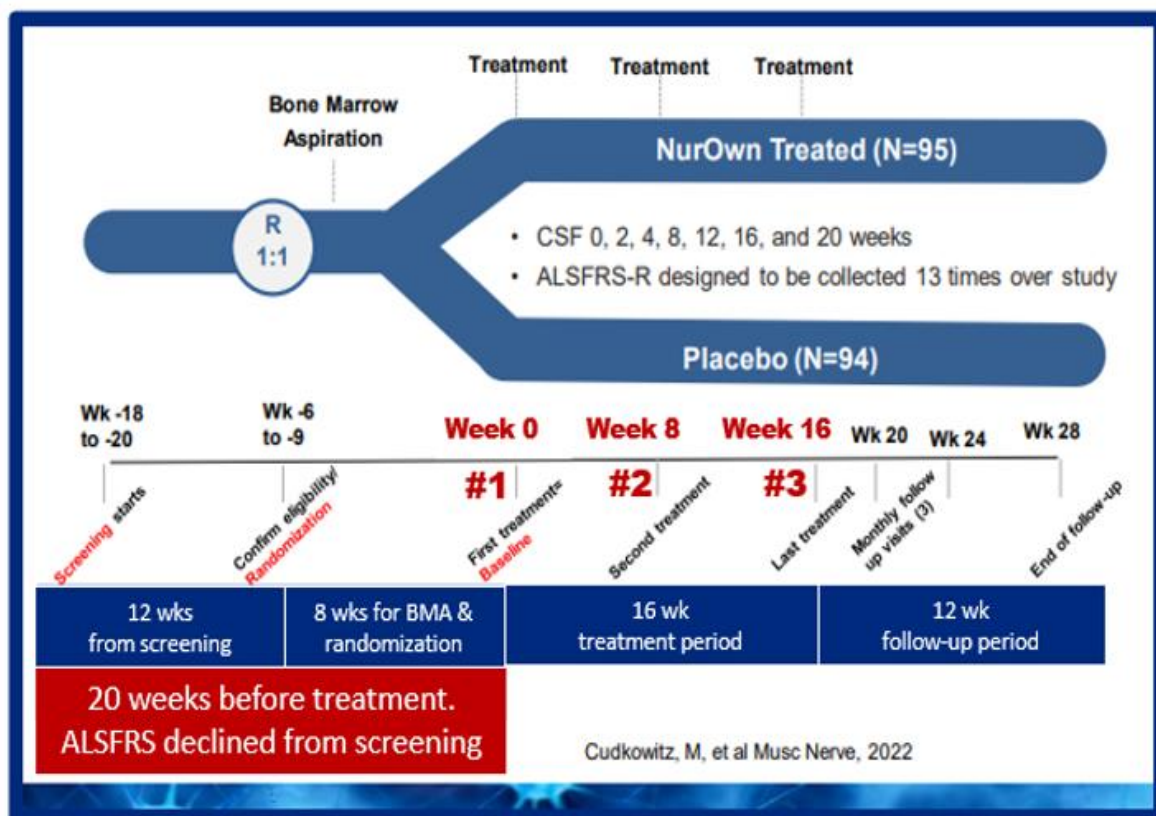 Treatment
Treatment
Treatment
Bone Marrow
Aspiration
NurOwn Treated (N=95)
R
1:1
• CSF 0, 2, 4, 8, 12, 16, and 20 weeks
• ALSFRS-R designed to be collected 13 times over study
Placebo (N=94)
Wk -18
to -20
Wk -6
to -9
Week 0
Week 8
Week 16
Wk 20
Wk 24
Wk 28
#1
#2
#3
Screening starts
Confirm eligibility/
Randomization
First treatment=
Baseline
Second treatment
Last treatment
Monthly follow
up visits (3)
End of follow-up
12 wks
from screening
8 wks for BMA &
randomization
16 wk
treatment period
12 wk
follow-up period
20 weeks before treatment.
ALSFRS declined from screening
Cudkowitz, M, et al Musc Nerve, 2022